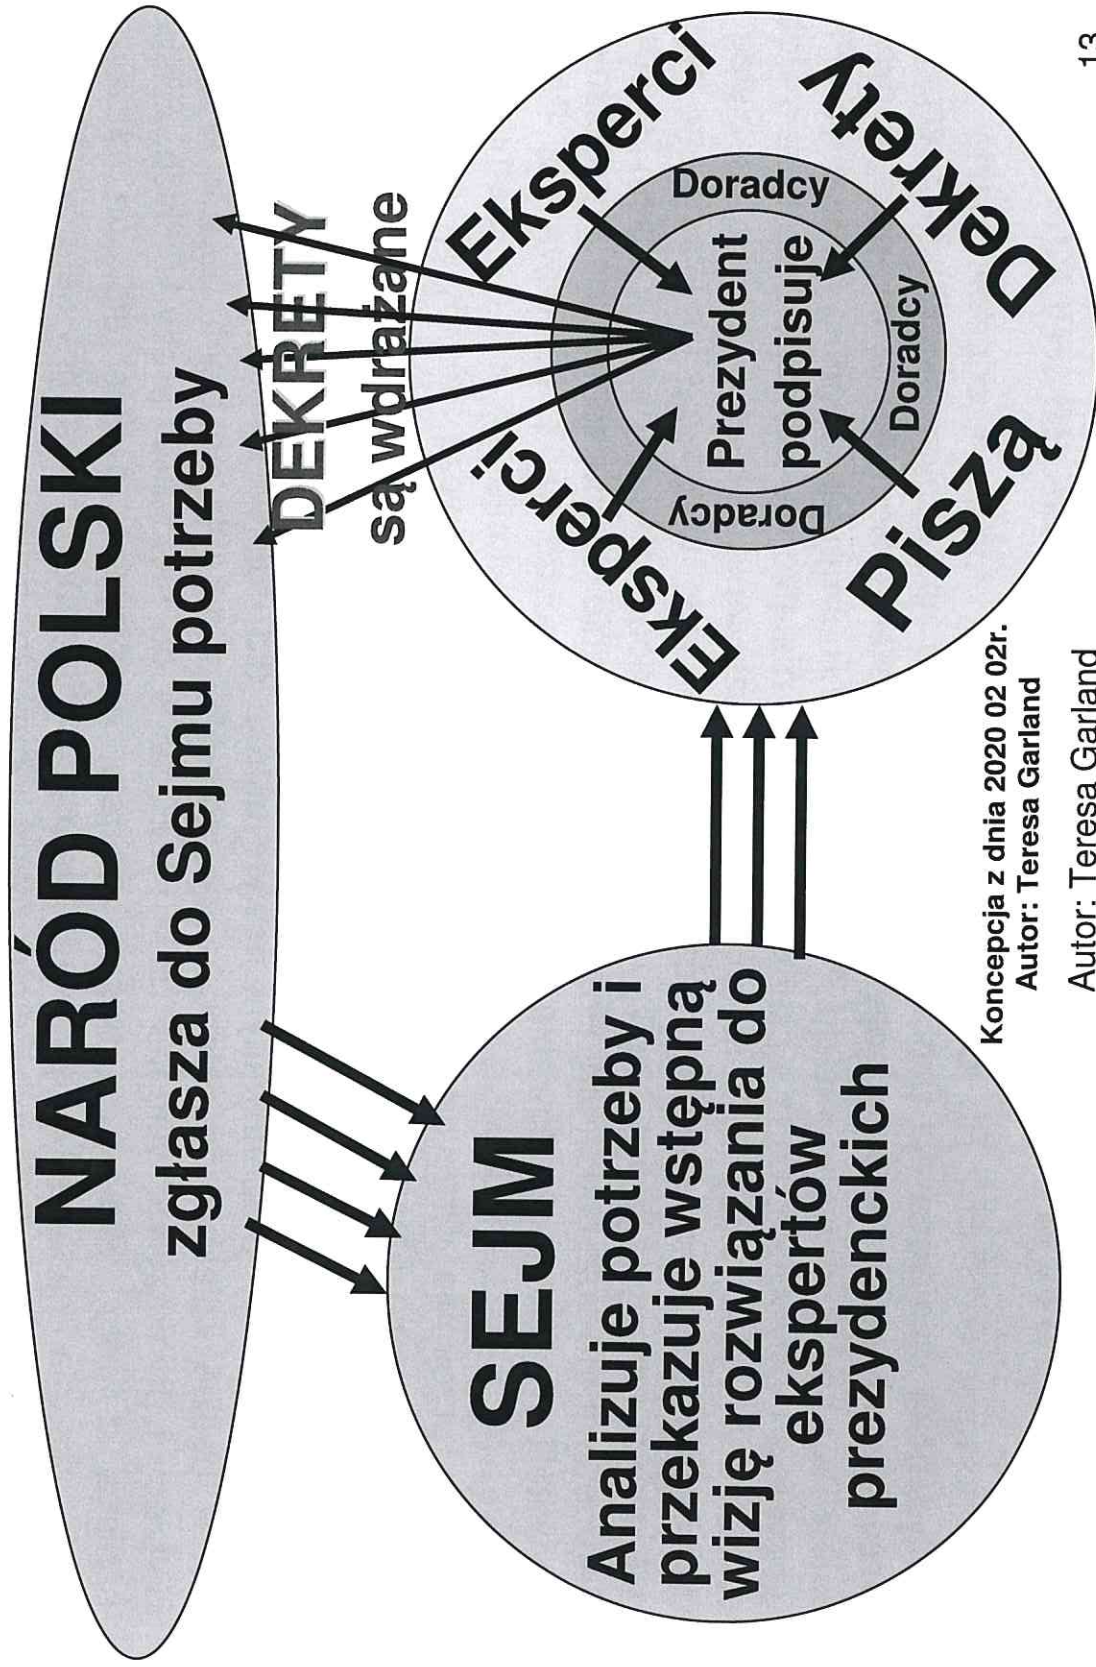 NARÓD POLSKI
zgłasza do Sejmu potrzeby
SEJM
Analizuje potrzeby i
przekazuje wstępną
wizję rozwiązania do
ekspertów
prezydenckich
DEKRETY
są wdrażane
Eksperci
Eksperci
Piszą
Dekrety
Doradcy
Doradcy
Doradcy
Prezydent
podpisuje
Koncepcja z dnia 2020 02 02r.
Autor: Teresa Garland
Autor: Teresa Garland
13